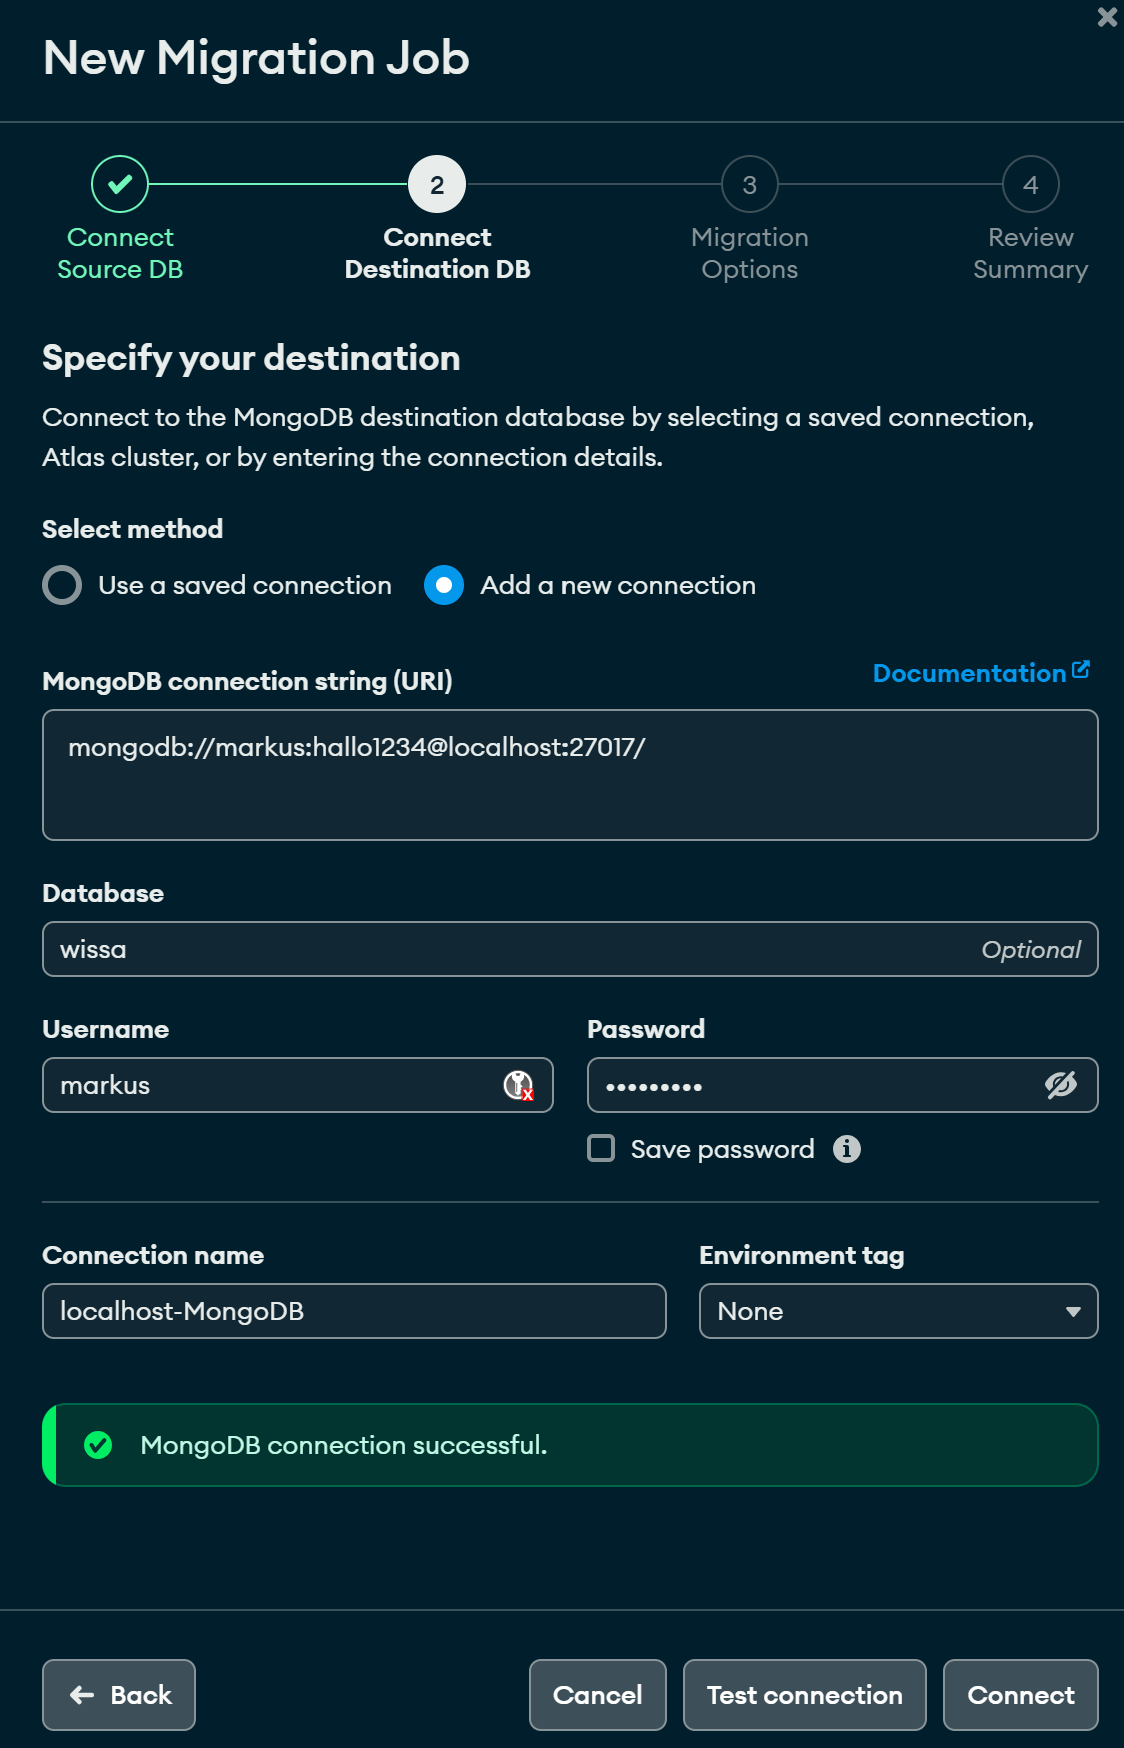 New Migration Job
2
3
4
Connect
Source DB
Connect
Destination DB
Migration
Options
Review
Summary
Specify your destination
Connect to the MongoDB destination database by selecting a saved connection,
Atlas cluster, or by entering the connection details.
Select method
Use a saved connection
Add a new connection
MongoDB connection string (URI)
Documentation
mongodb://markus:hallo1234@localhost:27017/
Database
wissa
Optional
Username
Password
markus
•••••••••
Save password
Connection name
Environment tag
localhost-MongoDB
None
MongoDB connection successful.
Back
Cancel
Test connection
Connect